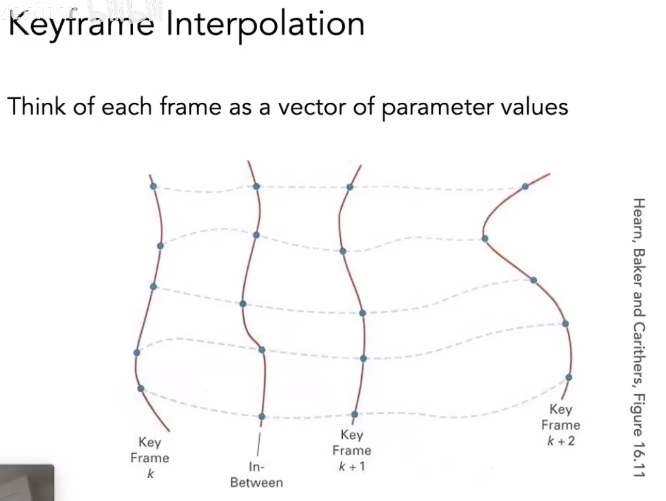 Keyframe Interpolation
Think of each frame as a vector of parameter values
Key
Frame
k
In-
Between
Key
Frame
k + 1
Key
Frame
k + 2
Hearn, Baker and Carithers, Figure 16.11